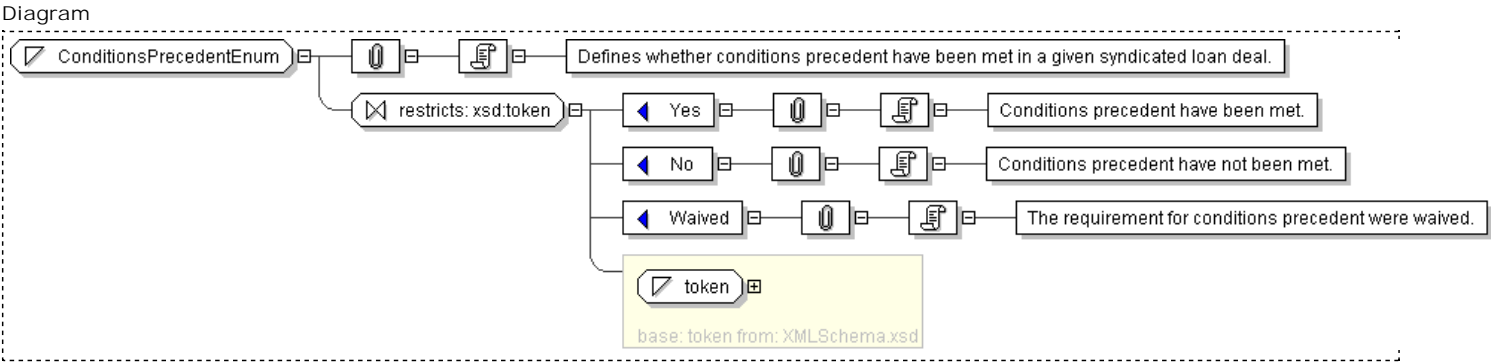 Diagram
ConditionsPrecedentEnum
Defines whether conditions precedent have been met in a given syndicated loan deal.
restricts: xsd:token
Yes
Conditions precedent have been met.
No
Conditions precedent have not been met.
Waived
The requirement for conditions precedent were waived.
token
base: token from: XMLSchema.xsd